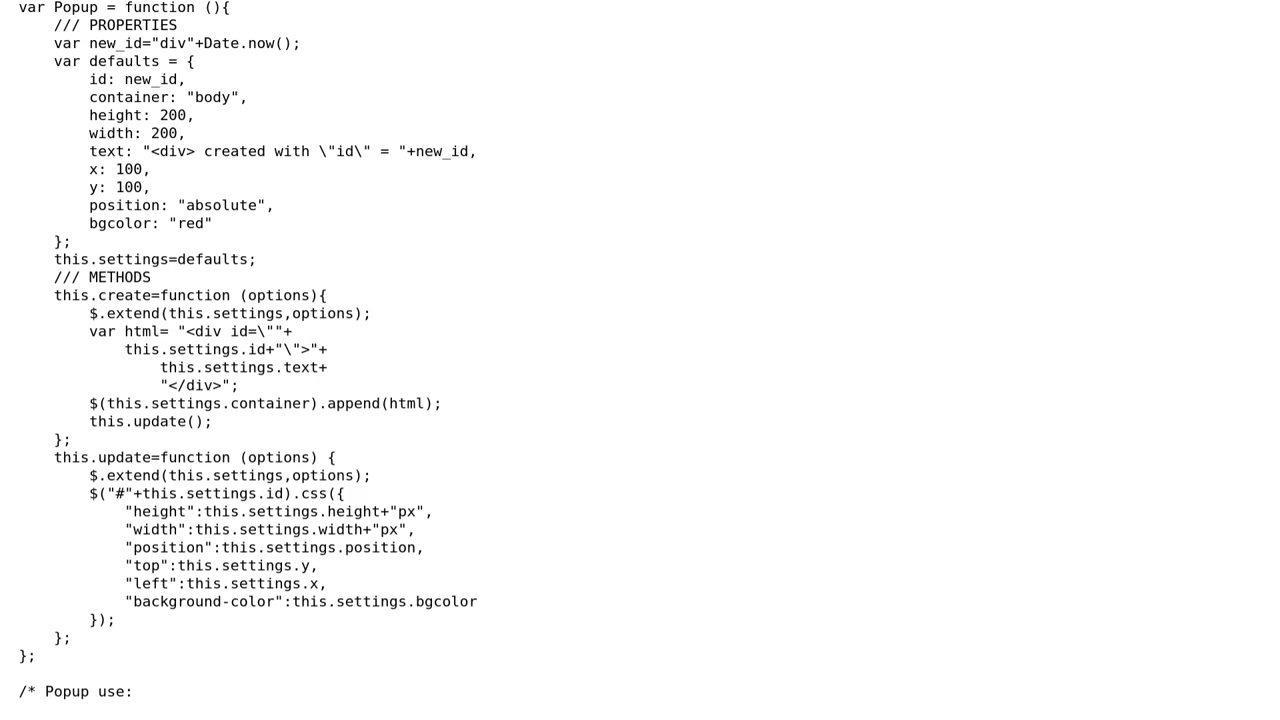 var Popup = function (){
    /// PROPERTIES
    var new_id="div"+Date.now();
    var defaults = {
        id: new_id,
        container: "body",
        height: 200,
        width: 200,
        text: "<div> created with \"id\" = "+new_id,
        x: 100,
        y: 100,
        position: "absolute",
        bgcolor: "red"
    };
    this.settings=defaults;
    /// METHODS
    this.create=function (options){
        $.extend(this.settings,options);
        var html= "<div id=\""+
            this.settings.id+"\">"+
                this.settings.text+
                "</div>";
        $(this.settings.container).append(html);
        this.update();
    };
    this.update=function (options) {
        $.extend(this.settings,options);
        $("#"+this.settings.id).css({
            "height":this.settings.height+"px",
            "width":this.settings.width+"px",
            "position":this.settings.position,
            "top":this.settings.y,
            "left":this.settings.x,
            "background-color":this.settings.bgcolor
        });
    };
};

/* Popup use: